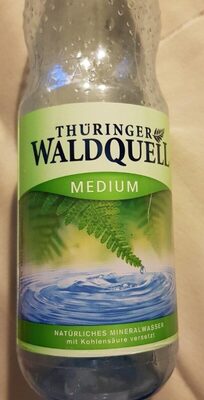 THÜRINGER
WALDQUELL
MEDIUM
NATÜRLICHES MINERALWASSER
mit Kohlensäure versetzt